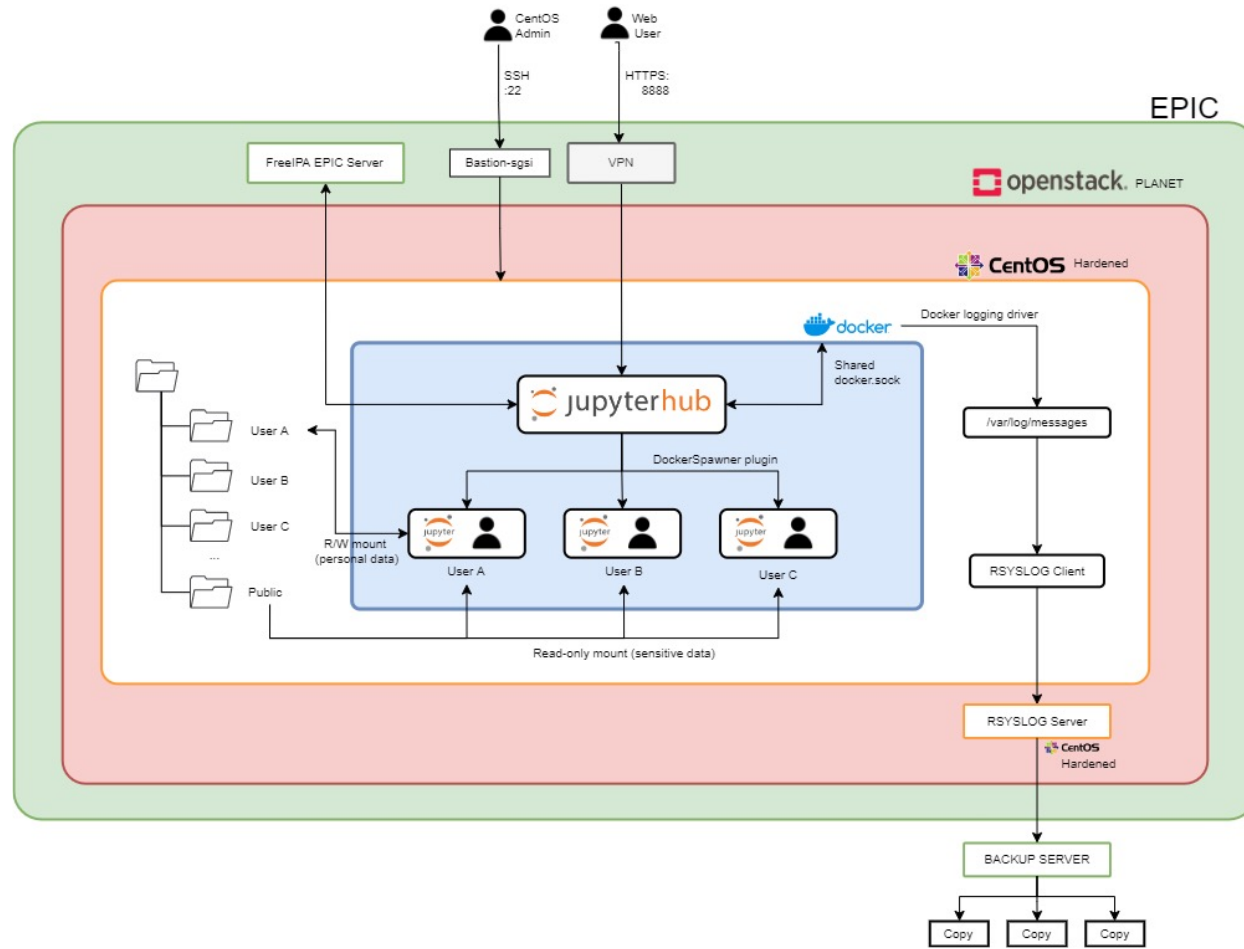 CentOS
Admin
Web
User
SSH
:22
HTTPS:
8888
EPIC
FreeIPA EPIC Server
Bastion-sgsi
VPN
openstack. PLANET
CentOS Hardened
docker
Docker logging driver
Shared
docker.sock
jupyterhub
/var/log/messages
User A
DockerSpawner plugin
User B
User C
...
R/W mount
(personal data)
jupyter
jupyter
jupyter
User A
User B
User C
RSYSLOG Client
Public
Read-only mount (sensitive data)
RSYSLOG Server
CentOS
Hardened
BACKUP SERVER
Copy
Copy
Copy